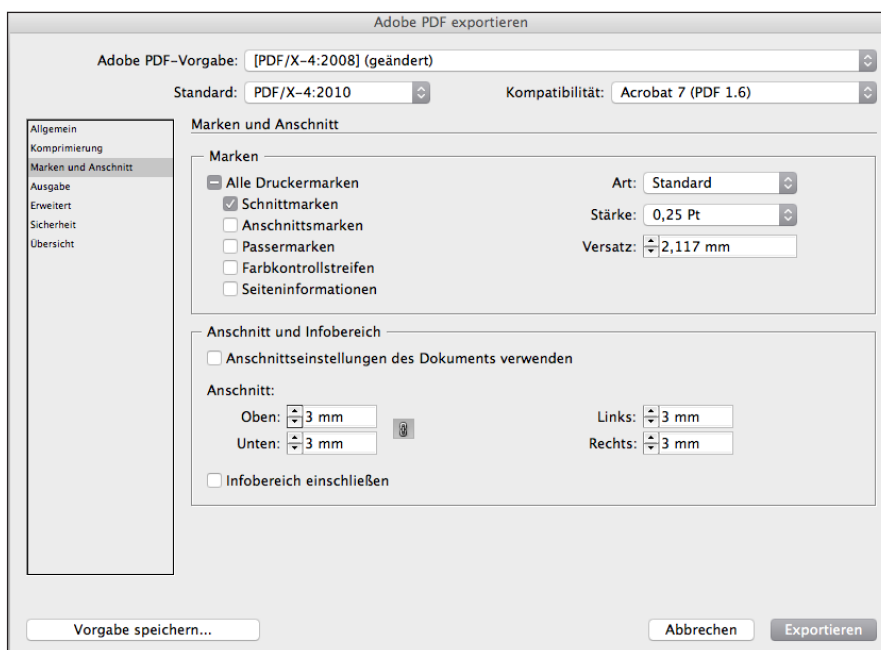 Adobe PDF exportieren
Adobe PDF-Vorgabe: [PDF/X-4:2008] (geändert)
Standard: PDF/X-4:2010 Kompatibilität: Acrobat 7 (PDF 1.6)
Allgemein
Komprimierung
Marken und Anschnitt
Ausgabe
Erweitert
Sicherheit
Übersicht
Marken und Anschnitt
Marken
Alle Druckermarken
Schnittmarken
Anschnittsmarken
Passermarken
Farbkontrollstreifen
Seiteninformationen
Art: Standard
Stärke: 0,25 Pt
Versatz: 2,117 mm
Anschnitt und Infobereich
Anschnittseinstellungen des Dokuments verwenden
Anschnitt:
Oben: 3 mm Links: 3 mm
Unten: 3 mm Rechts: 3 mm
Infobereich einschließen
Vorgabe speichern... Abbrechen Exportieren